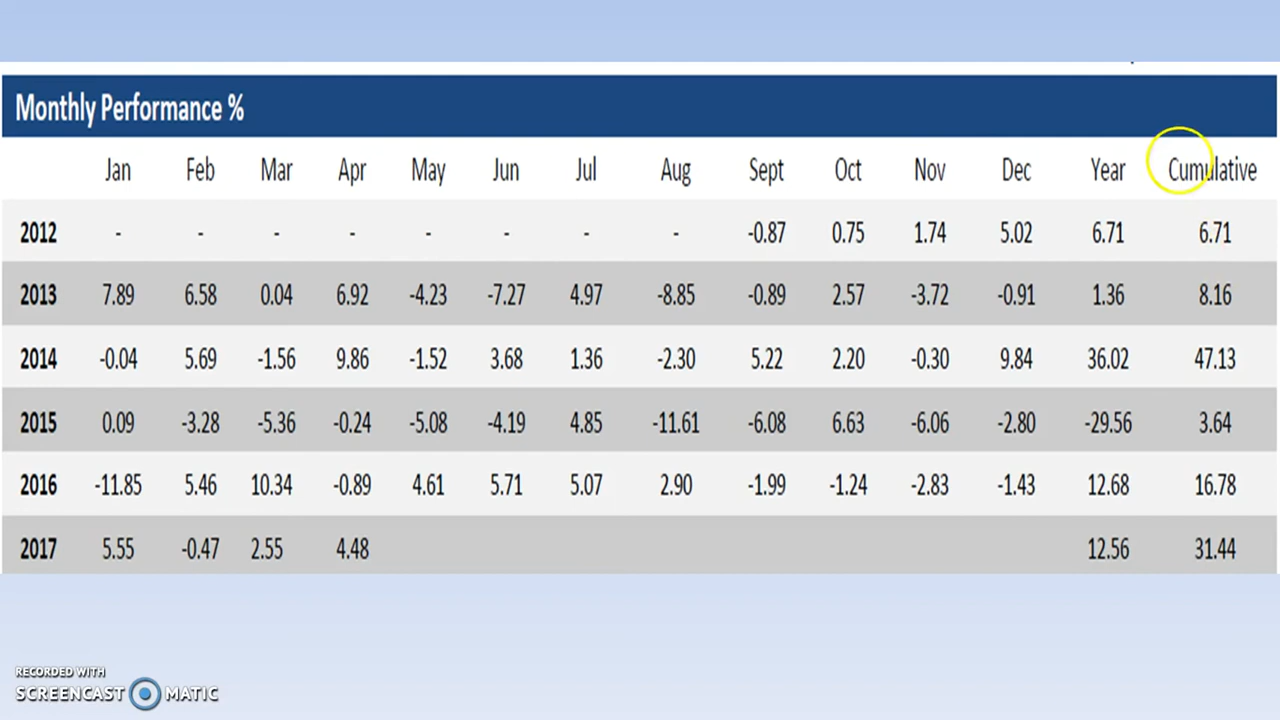 Monthly Performance %
Jan Feb Mar Apr May Jun Jul Aug Sept Oct Nov Dec Year Cumulative
2012 - - - - - - - - -0.87 0.75 1.74 5.02 6.71 6.71
2013 7.89 6.58 0.04 6.92 -4.23 -7.27 4.97 -8.85 -0.89 2.57 -3.72 -0.91 1.36 8.16
2014 -0.04 5.69 -1.56 9.86 -1.52 3.68 1.36 -2.30 5.22 2.20 -0.30 9.84 36.02 47.13
2015 0.09 -3.28 -5.36 -0.24 -5.08 -4.19 4.85 -11.61 -6.08 6.63 -6.06 -2.80 -29.56 3.64
2016 -11.85 5.46 10.34 -0.89 4.61 5.71 5.07 2.90 -1.99 -1.24 -2.83 -1.43 12.68 16.78
2017 5.55 -0.47 2.55 4.48 12.56 31.44
RECORDED WITH
SCREENCAST MATIC